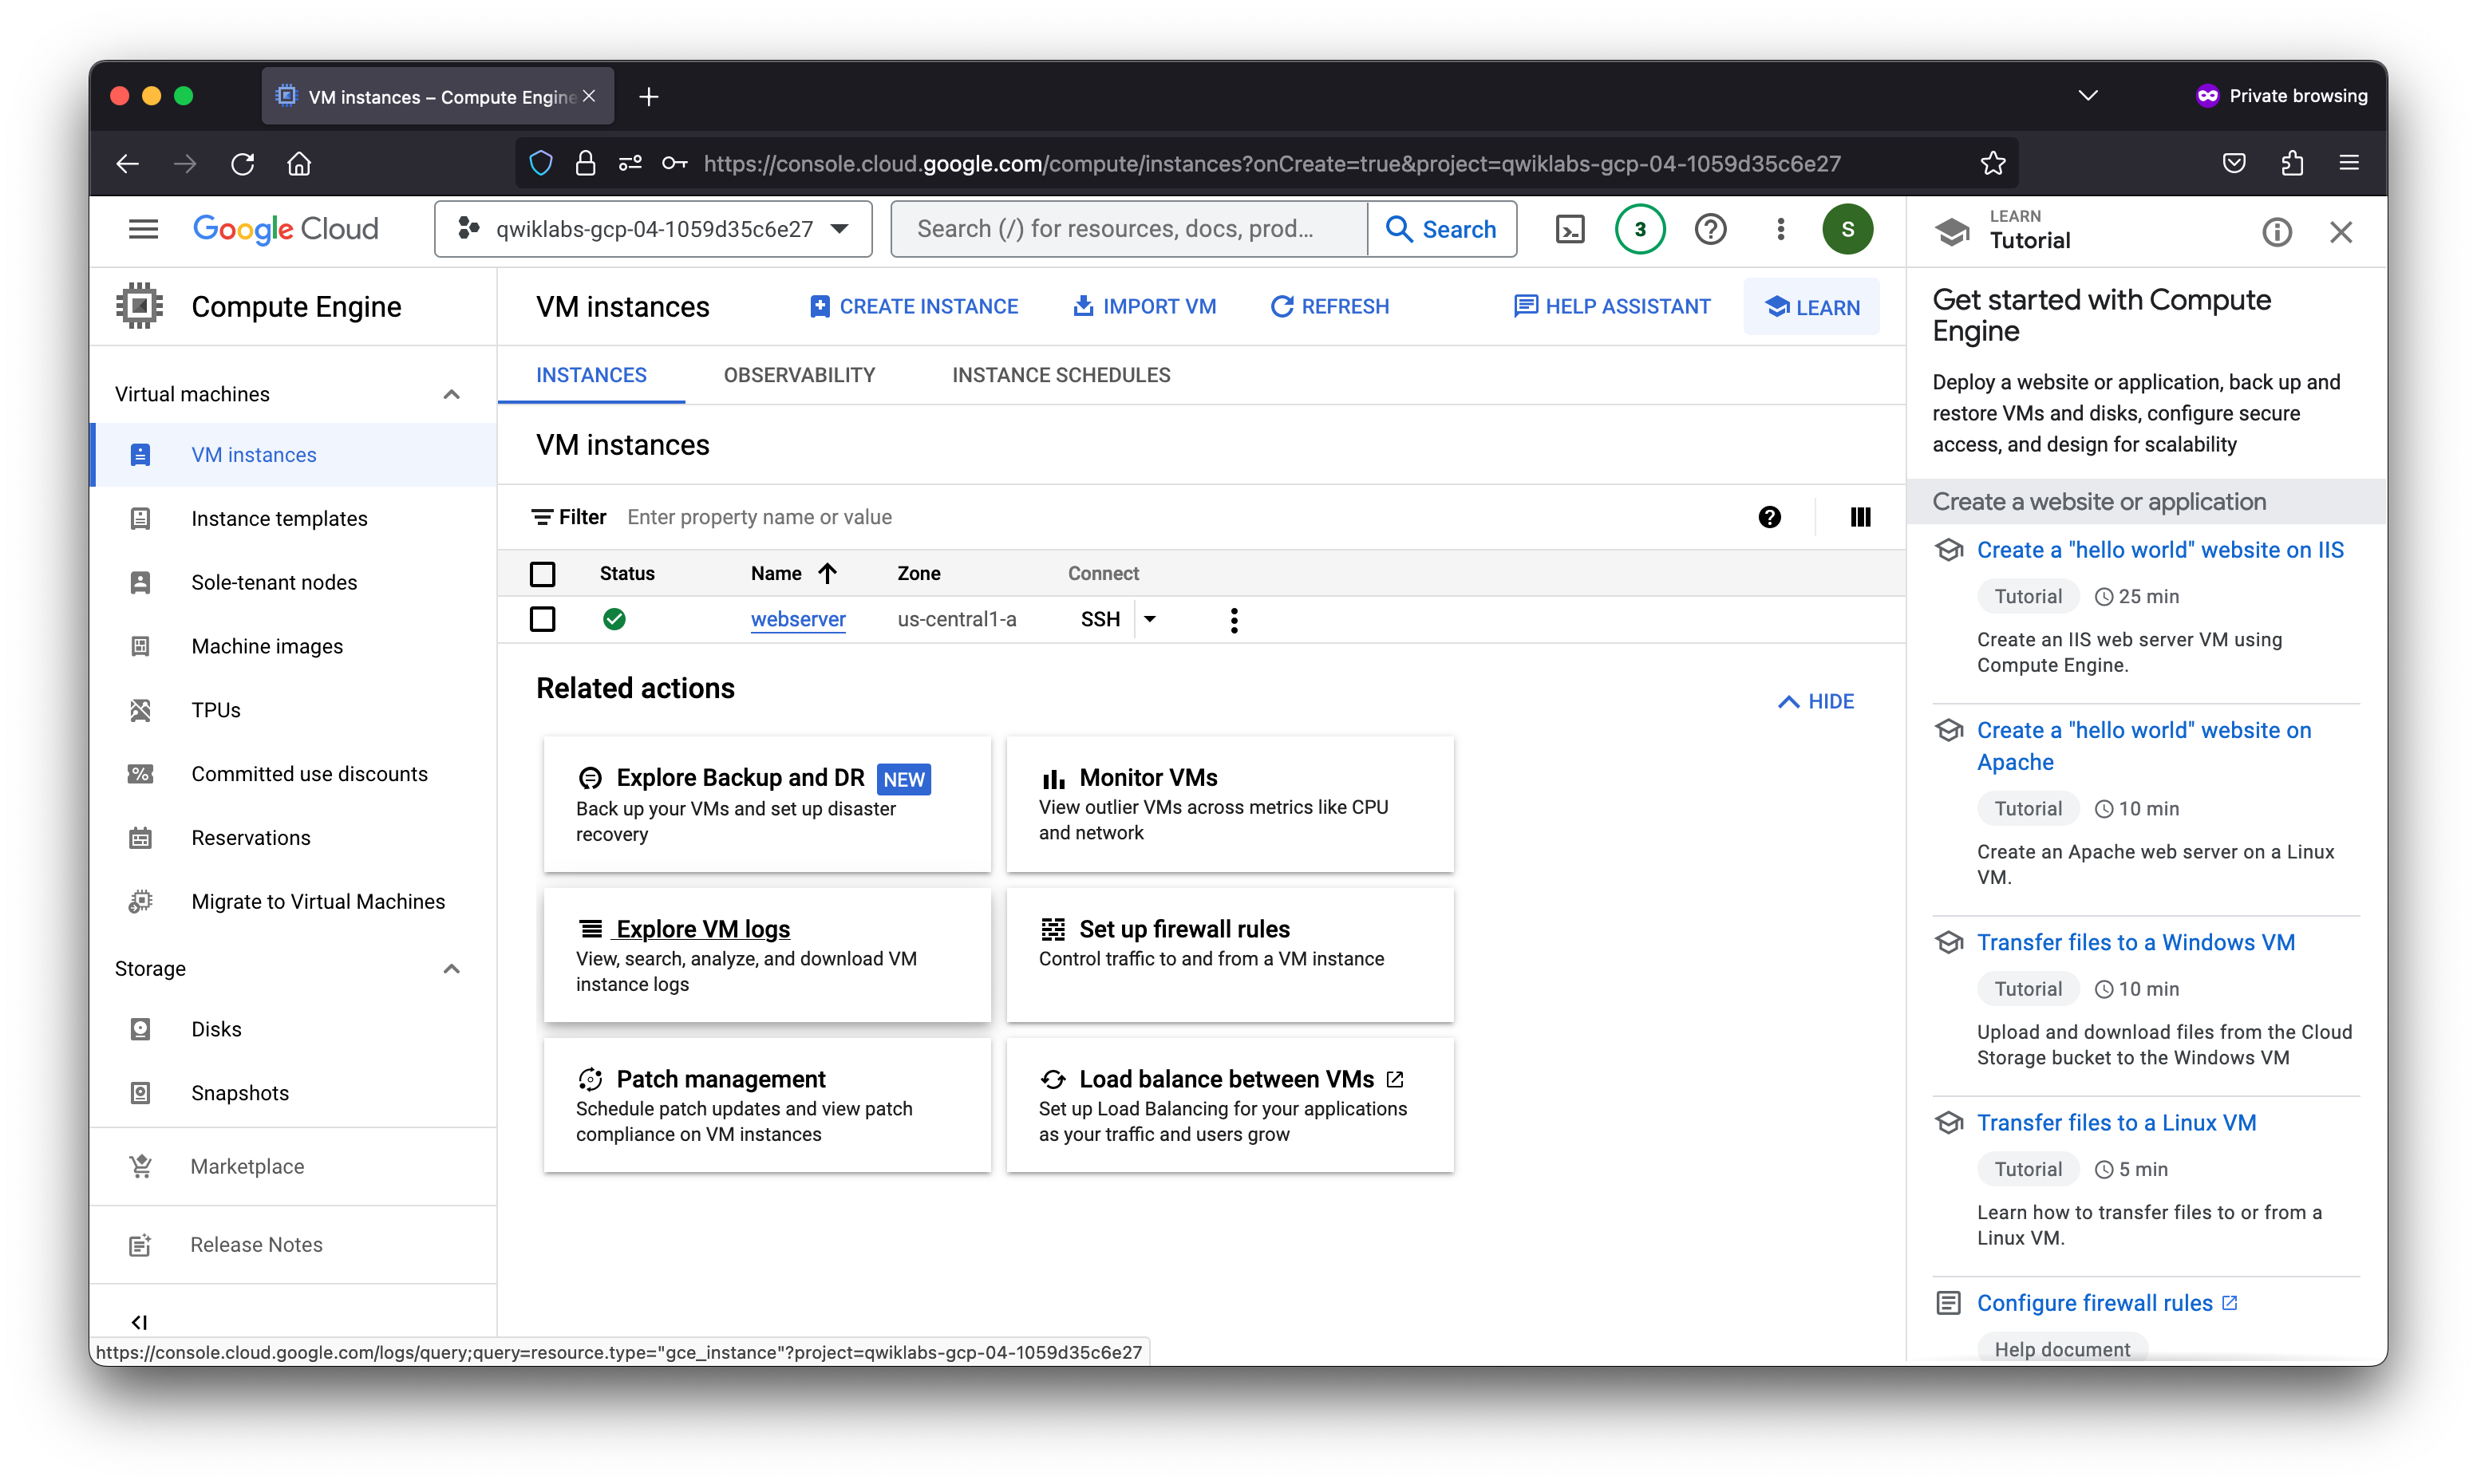 VM instances – Compute Engine
Private browsing
https://console.cloud.google.com/compute/instances?onCreate=true&project=qwiklabs-gcp-04-1059d35c6e27
Google Cloud
qwiklabs-gcp-04-1059d35c6e27
Search (/) for resources, docs, prod...
Search
3
S
LEARN
Tutorial
Compute Engine
VM instances
CREATE INSTANCE
IMPORT VM
REFRESH
HELP ASSISTANT
LEARN
Virtual machines
VM instances
Instance templates
Sole-tenant nodes
Machine images
TPUs
Committed use discounts
Reservations
Migrate to Virtual Machines
Storage
Disks
Snapshots
Marketplace
Release Notes
INSTANCES
OBSERVABILITY
INSTANCE SCHEDULES
VM instances
Filter
Enter property name or value
Status
Name
Zone
Connect
webserver
us-central1-a
SSH
Related actions
HIDE
Explore Backup and DR NEW
Back up your VMs and set up disaster
recovery
Monitor VMs
View outlier VMs across metrics like CPU
and network
Explore VM logs
View, search, analyze, and download VM
instance logs
Set up firewall rules
Control traffic to and from a VM instance
Patch management
Schedule patch updates and view patch
compliance on VM instances
Load balance between VMs
Set up Load Balancing for your applications
as your traffic and users grow
Get started with Compute
Engine
Deploy a website or application, back up and
restore VMs and disks, configure secure
access, and design for scalability
Create a website or application
Create a "hello world" website on IIS
Tutorial
25 min
Create an IIS web server VM using
Compute Engine.
Create a "hello world" website on
Apache
Tutorial
10 min
Create an Apache web server on a Linux
VM.
Transfer files to a Windows VM
Tutorial
10 min
Upload and download files from the Cloud
Storage bucket to the Windows VM
Transfer files to a Linux VM
Tutorial
5 min
Learn how to transfer files to or from a
Linux VM.
Configure firewall rules
Help document
https://console.cloud.google.com/logs/query;query=resource.type="gce_instance"?project=qwiklabs-gcp-04-1059d35c6e27